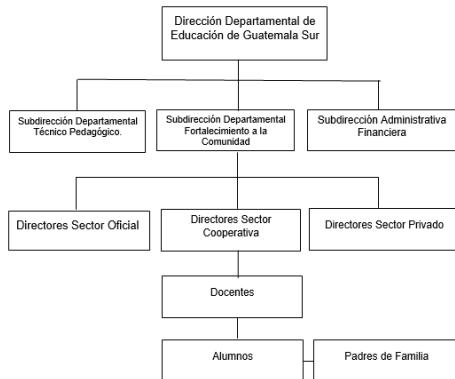 Dirección Departamental de
Educación de Guatemala Sur
Subdirección Departamental
Técnico Pedagógico.
Subdirección Departamental
Fortalecimiento a la
Comunidad
Subdirección Administrativa
Financiera
Directores Sector Oficial
Directores Sector
Cooperativa
Directores Sector Privado
Docentes
Alumnos
Padres de Familia